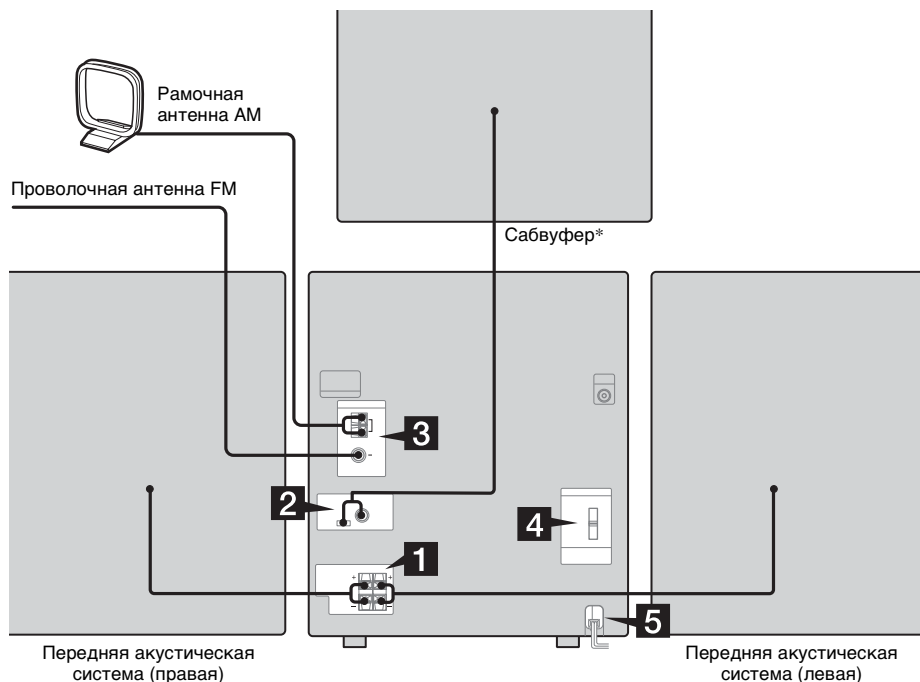 Рамочная
антенна AM
Проволочная антенна FM
Сабвуфер*
3
2
4
1
+ +
– –
5
Передняя акустическая
система (правая)
Передняя акустическая
система (левая)